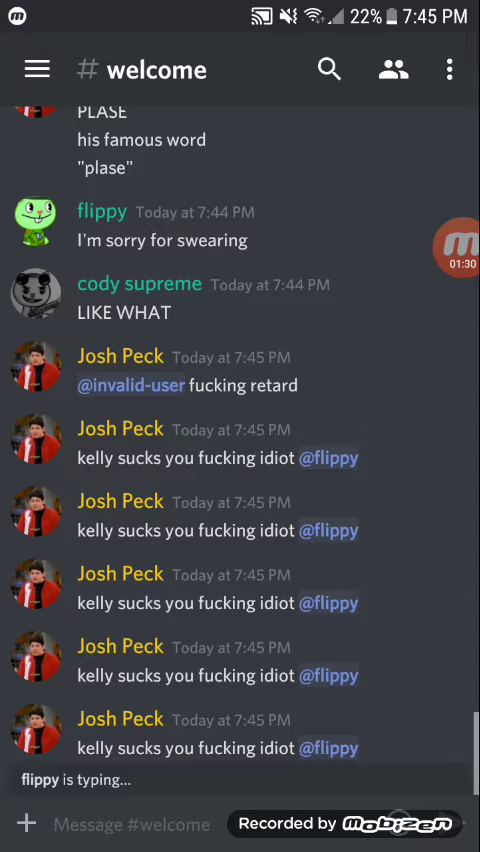 22% 7:45 PM
# welcome
PLASE
his famous word
"plase"
flippy Today at 7:44 PM
I'm sorry for swearing
01:30
cody supreme Today at 7:44 PM
LIKE WHAT
Josh Peck Today at 7:45 PM
@invalid-user fucking retard
Josh Peck Today at 7:45 PM
kelly sucks you fucking idiot @flippy
Josh Peck Today at 7:45 PM
kelly sucks you fucking idiot @flippy
Josh Peck Today at 7:45 PM
kelly sucks you fucking idiot @flippy
Josh Peck Today at 7:45 PM
kelly sucks you fucking idiot @flippy
Josh Peck Today at 7:45 PM
kelly sucks you fucking idiot @flippy
flippy is typing...
Message #welcome
Recorded by mobizen